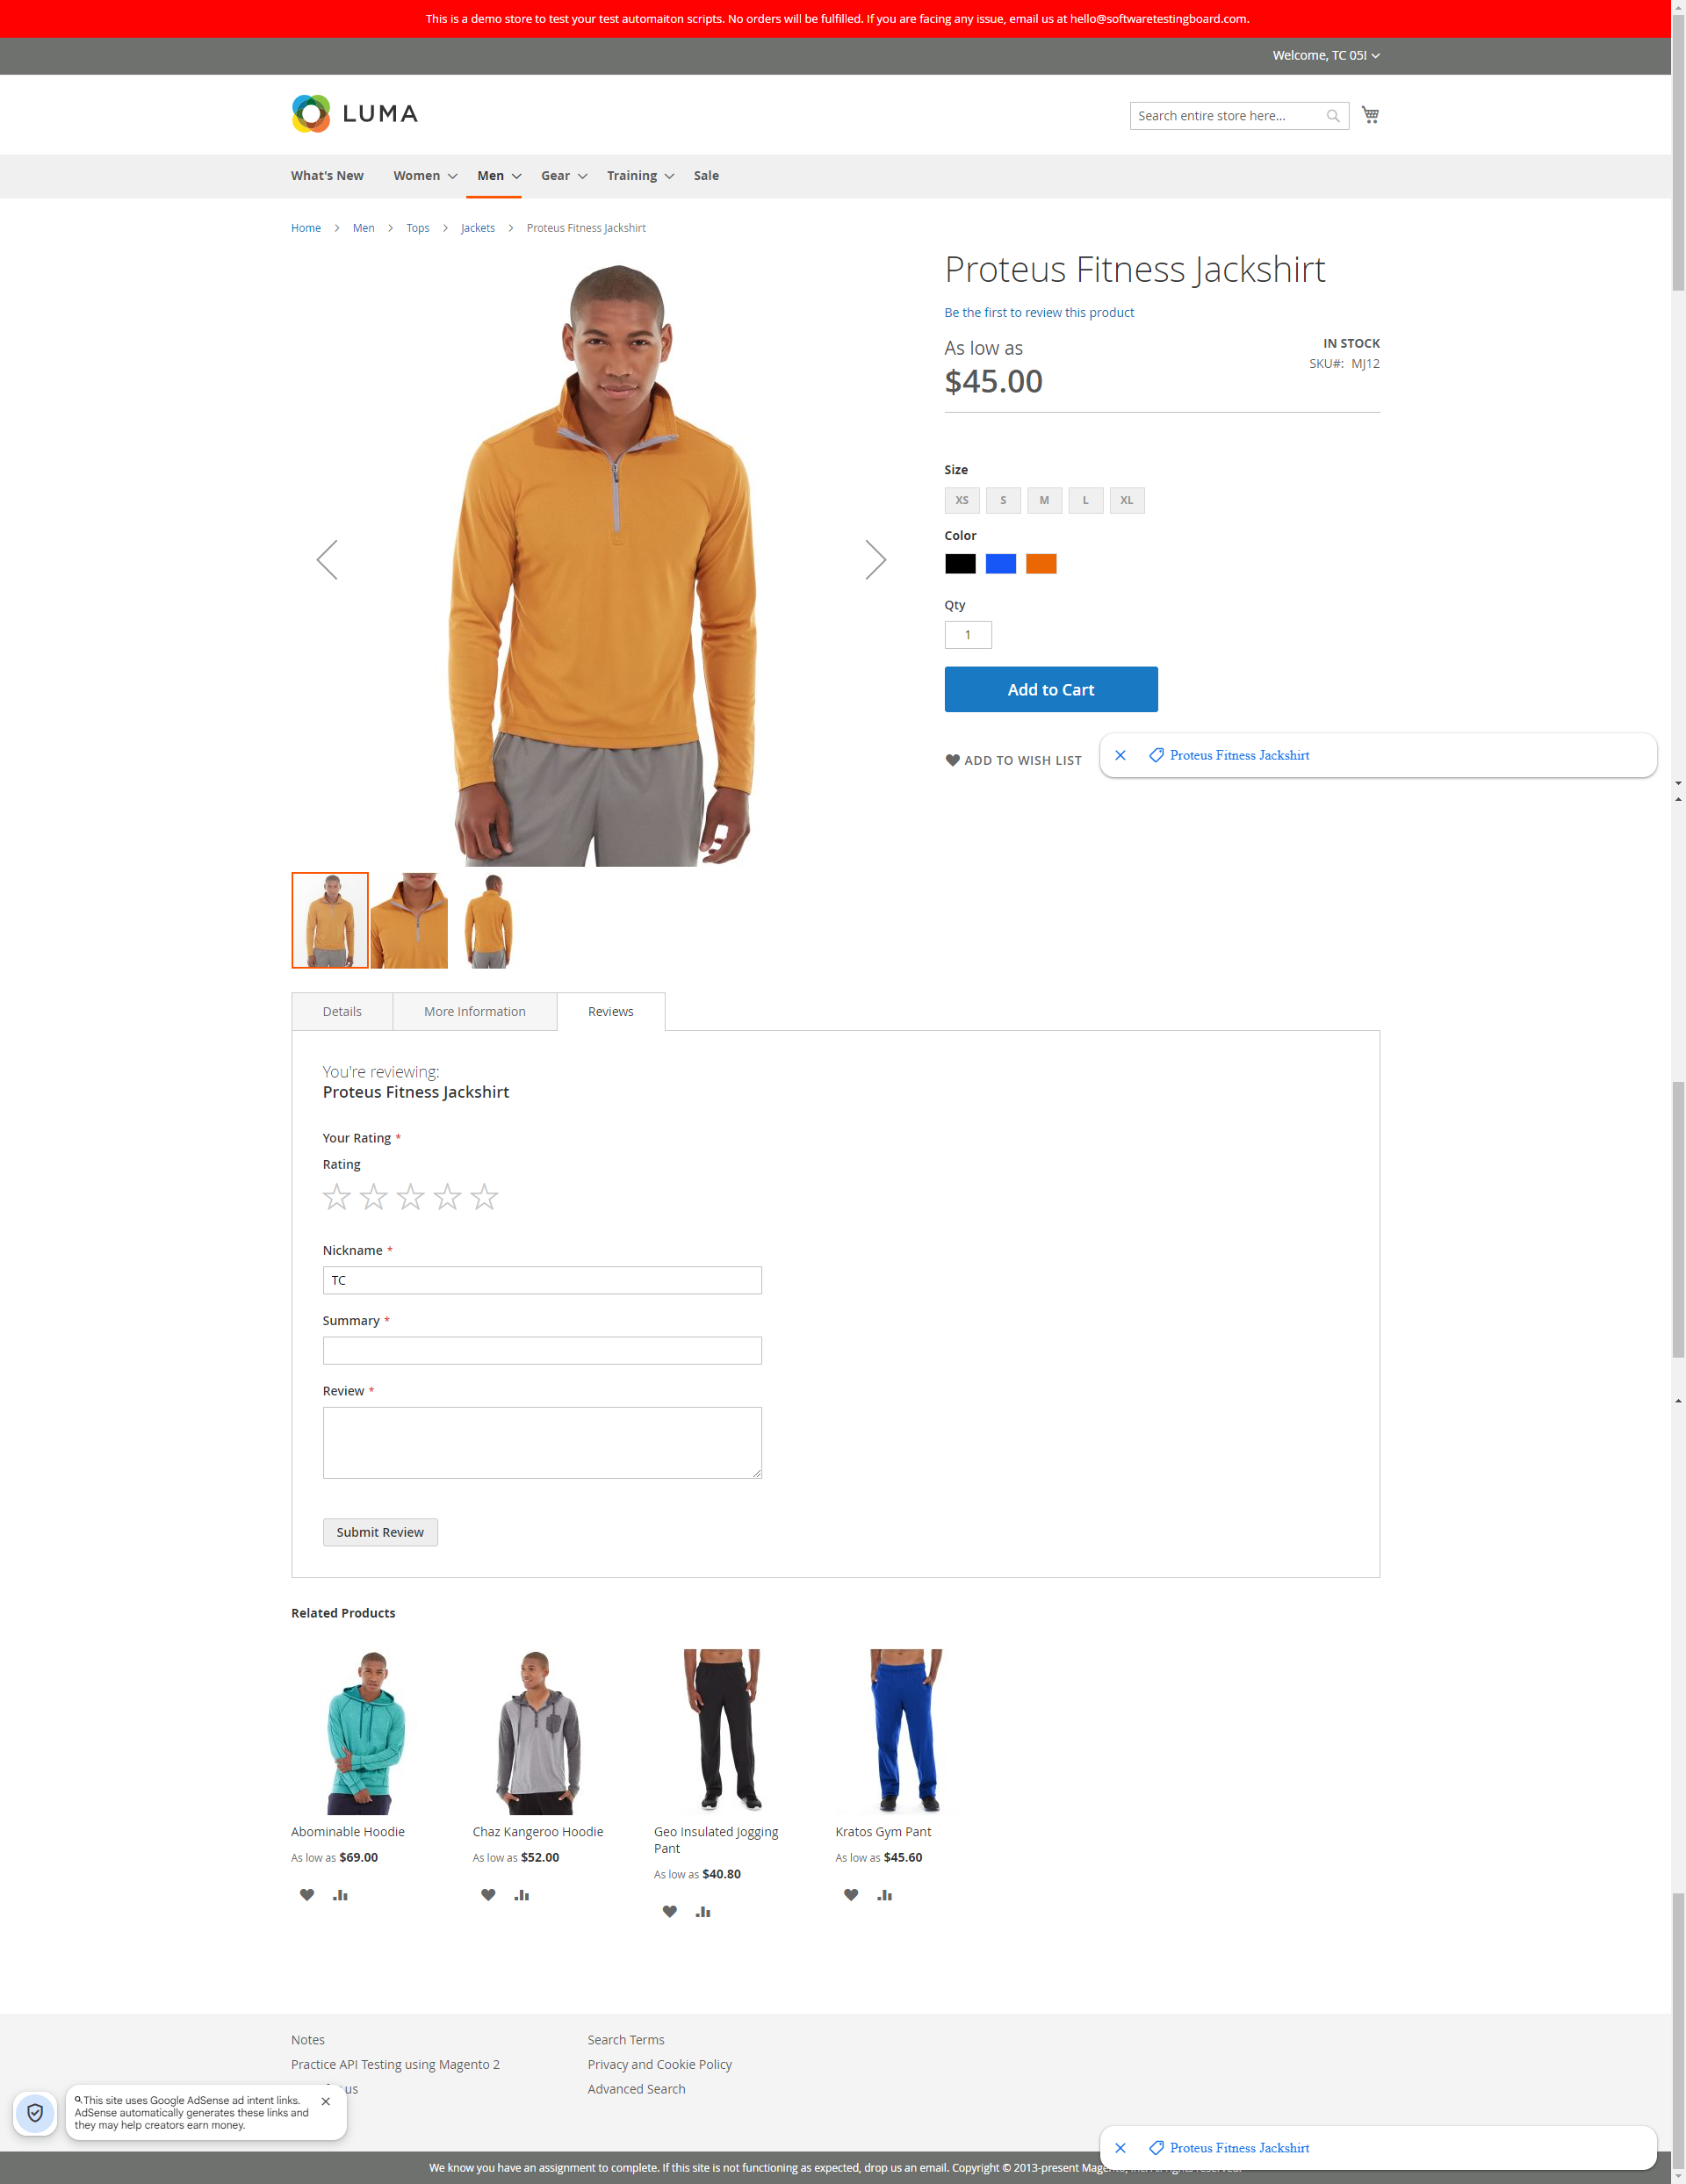 This is a demo store to test your test automaiton scripts. No orders will be fulfilled. If you are facing any issue, email us at hello@softwaretestingboard.com.
Welcome, TC 05!
LUMA
Search entire store here...
What's New
Women
Men
Gear
Training
Sale
Home
Men
Tops
Jackets
Proteus Fitness Jackshirt
Proteus Fitness Jackshirt
Be the first to review this product
As low as
$45.00
IN STOCK
SKU#: MJ12
Size
XS
S
M
L
XL
Color
Qty
1
Add to Cart
ADD TO WISH LIST
Proteus Fitness Jackshirt
Details
More Information
Reviews
You're reviewing:
Proteus Fitness Jackshirt
Your Rating *
Rating
Nickname *
TC
Summary *
Review *
Submit Review
Related Products
Abominable Hoodie
As low as $69.00
Chaz Kangeroo Hoodie
As low as $52.00
Geo Insulated Jogging
Pant
As low as $40.80
Kratos Gym Pant
As low as $45.60
Notes
Practice API Testing using Magento 2
us
Search Terms
Privacy and Cookie Policy
Advanced Search
This site uses Google AdSense ad intent links.
AdSense automatically generates these links and
they may help creators earn money.
Proteus Fitness Jackshirt
We know you have an assignment to complete. If this site is not functioning as expected, drop us an email. Copyright © 2013-present